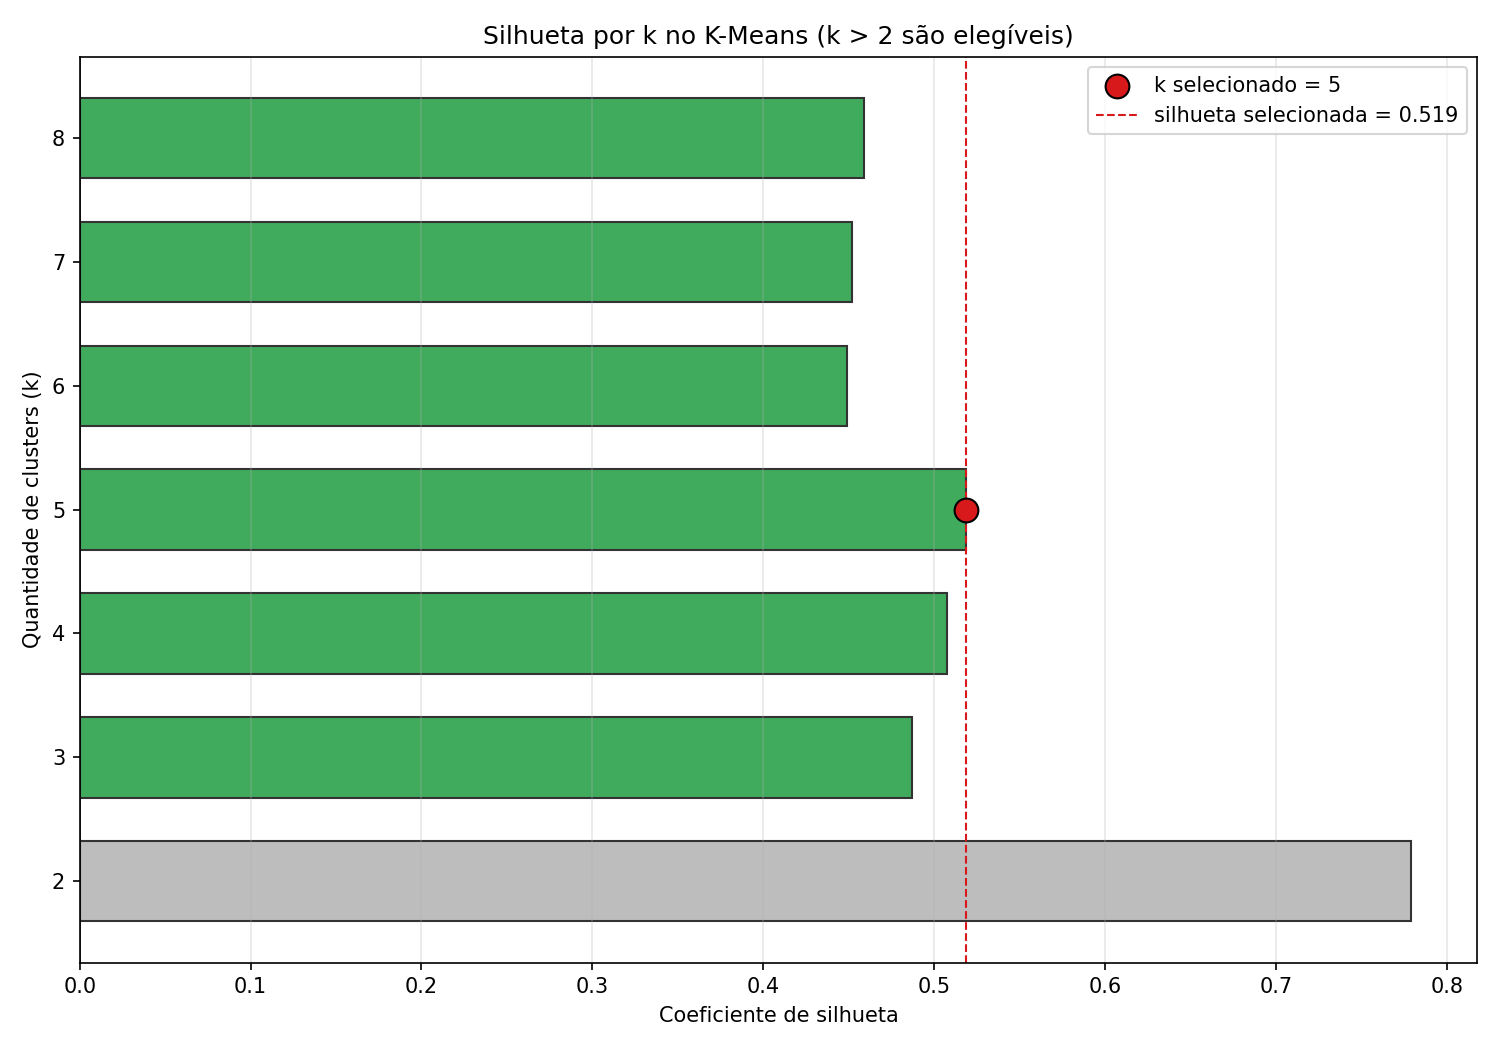 Silhueta por k no K-Means (k > 2 são elegíveis)
k selecionado = 5
silhueta selecionada = 0.519
Quantidade de clusters (k)
8
7
6
5
4
3
2
0.0 0.1 0.2 0.3 0.4 0.5 0.6 0.7 0.8
Coeficiente de silhueta